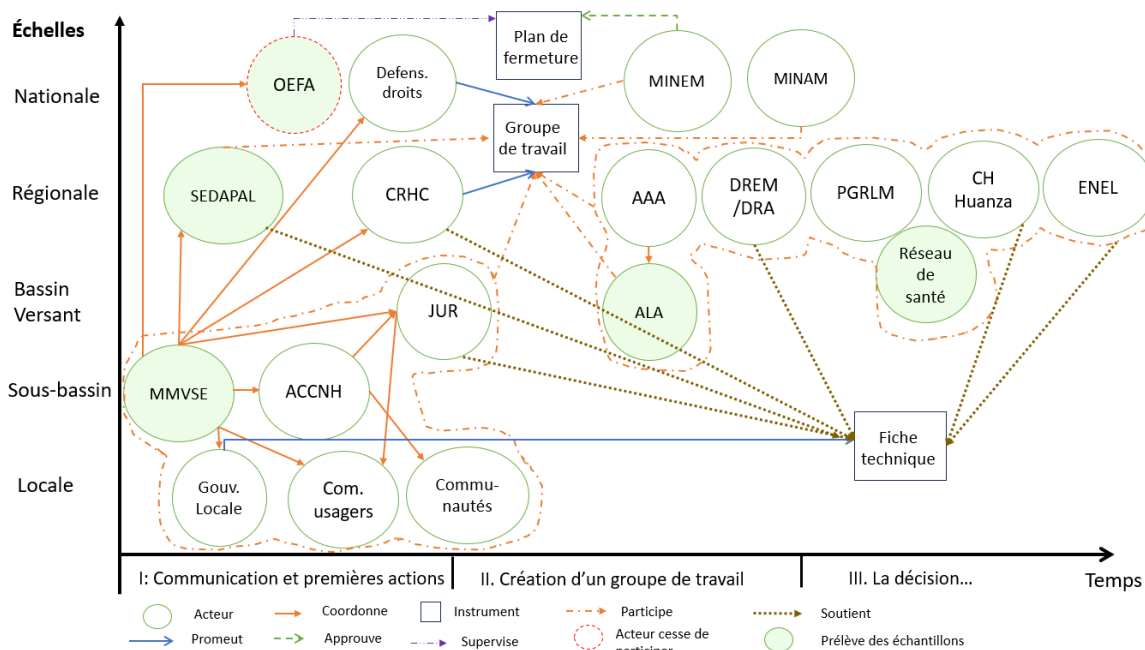 Échelles
Nationale
Régionale
Bassin
Versant
Sous-bassin
Locale
OEFA
Defens.
droits
Plan de
fermeture
MINEM
MINAM
Groupe
de travail
SEDAPAL
CRHC
AAA
DREM
/DRA
PGRLM
CH
Huanza
ENEL
Réseau
de
santé
JUR
ALA
MMVSE
ACCNH
Fiche
technique
Gouv.
Locale
Com.
usagers
Commu-
nautés
I: Communication et premières actions
II. Création d'un groupe de travail
III. La décision...
Temps
Acteur
Coordonne
Instrument
Participe
Soutient
Promeut
Approuve
Supervise
Acteur cesse de
participer
Prélève des échantillons